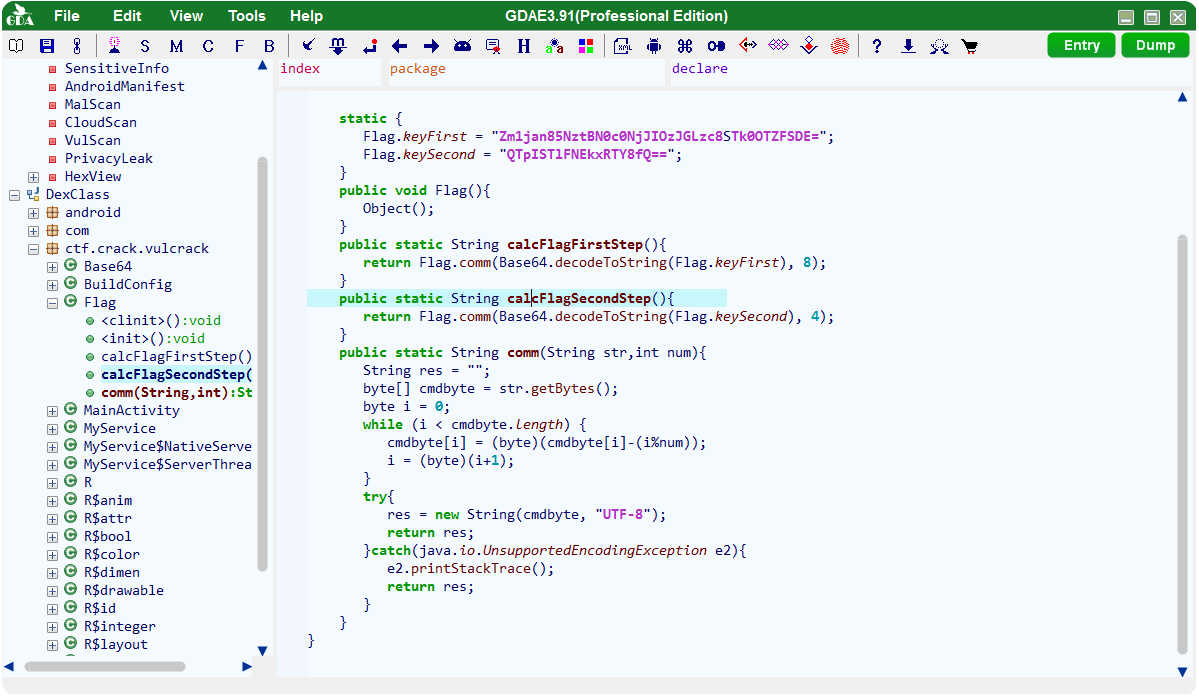 GDA File Edit View Tools Help GDAE3.91(Professional Edition)
S M C F B H a a XML ? Entry Dump
index package declare
SensitiveInfo
AndroidManifest
MalScan
CloudScan
VulScan
PrivacyLeak
HexView
DexClass
android
com
ctf.crack.vulcrack
Base64
BuildConfig
Flag
<clinit>():void
<init>():void
calcFlagFirstStep()
calcFlagSecondStep(
comm(String,int):St
MainActivity
MyService
MyService$NativeServe
MyService$ServerThrea
R
R$anim
R$attr
R$bool
R$color
R$dimen
R$drawable
R$id
R$integer
R$layout
static {
Flag.keyFirst = "Zm1jan85NztBN0c0NjJIOzJGLzc8STk0OTZFSDE=";
Flag.keySecond = "QTpISTlFNEkxRTY8fQ==";
}
public void Flag(){
Object();
}
public static String calcFlagFirstStep(){
return Flag.comm(Base64.decodeToString(Flag.keyFirst), 8);
}
public static String calcFlagSecondStep(){
return Flag.comm(Base64.decodeToString(Flag.keySecond), 4);
}
public static String comm(String str,int num){
String res = "";
byte[] cmdbyte = str.getBytes();
byte i = 0;
while (i < cmdbyte.length) {
cmdbyte[i] = (byte)(cmdbyte[i]-(i%num));
i = (byte)(i+1);
}
try{
res = new String(cmdbyte, "UTF-8");
return res;
}catch(java.io.UnsupportedEncodingException e2){
e2.printStackTrace();
return res;
}
}
}